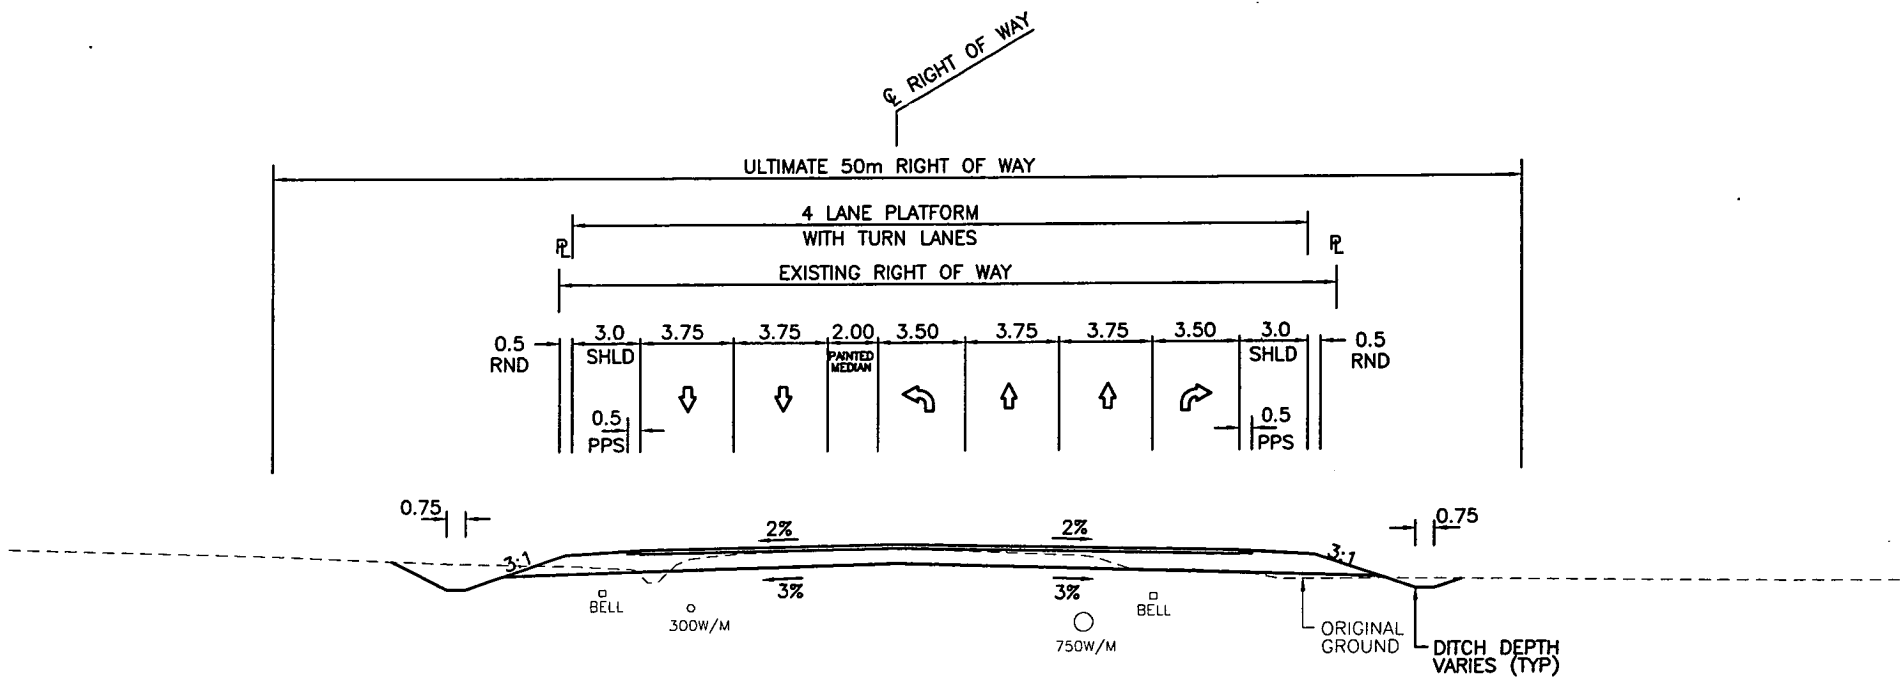 ℄ RIGHT OF WAY
ULTIMATE 50m RIGHT OF WAY
4 LANE PLATFORM
WITH TURN LANES
℄ ℄
EXISTING RIGHT OF WAY
0.5 RND
3.0 SHLD
3.75
3.75
2.00
PAINTED
MEDIAN
3.50
3.75
3.75
3.50
3.0
SHLD
0.5
RND
0.5
PPS
0.5
PPS
0.75
2%
2%
0.75
3:1
3:1
3%
3%
BELL
300W/M
750W/M
BELL
ORIGINAL
GROUND
DITCH DEPTH
VARIES (TYP)